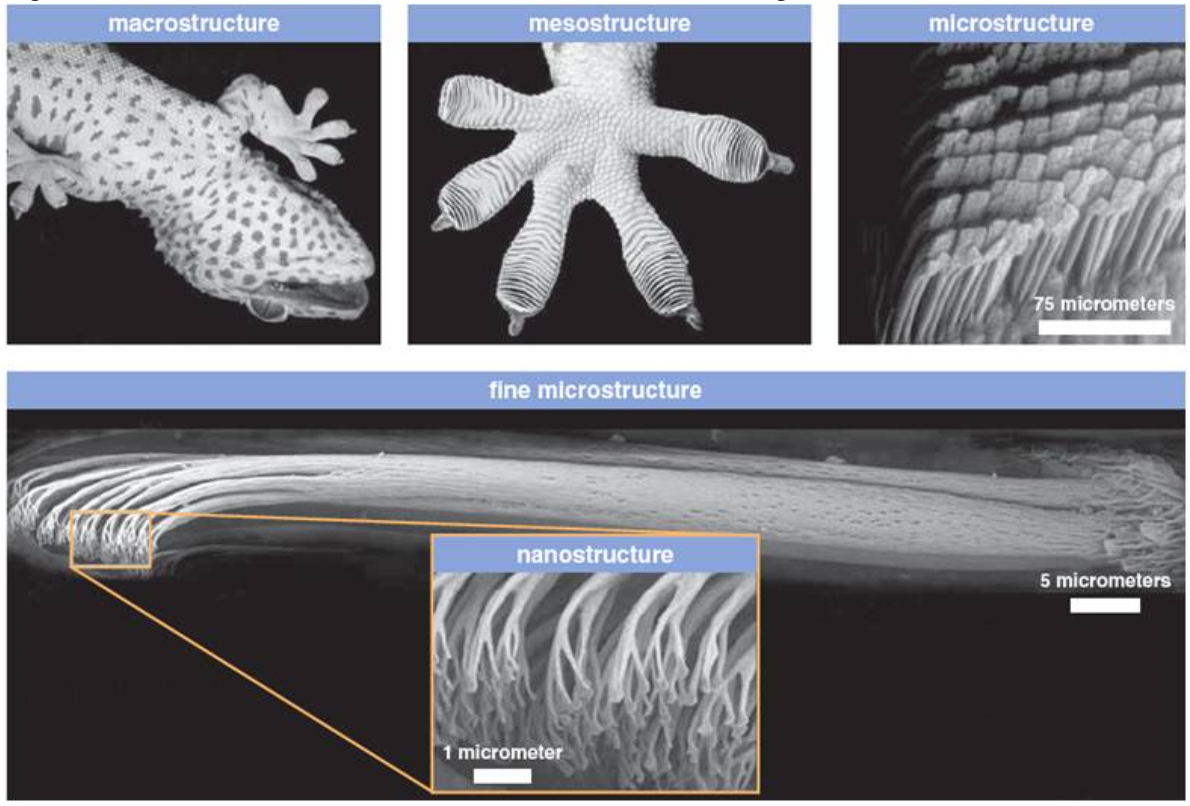 macrostructure
mesostructure
microstructure
75 micrometers
fine microstructure
nanostructure
5 micrometers
1 micrometer